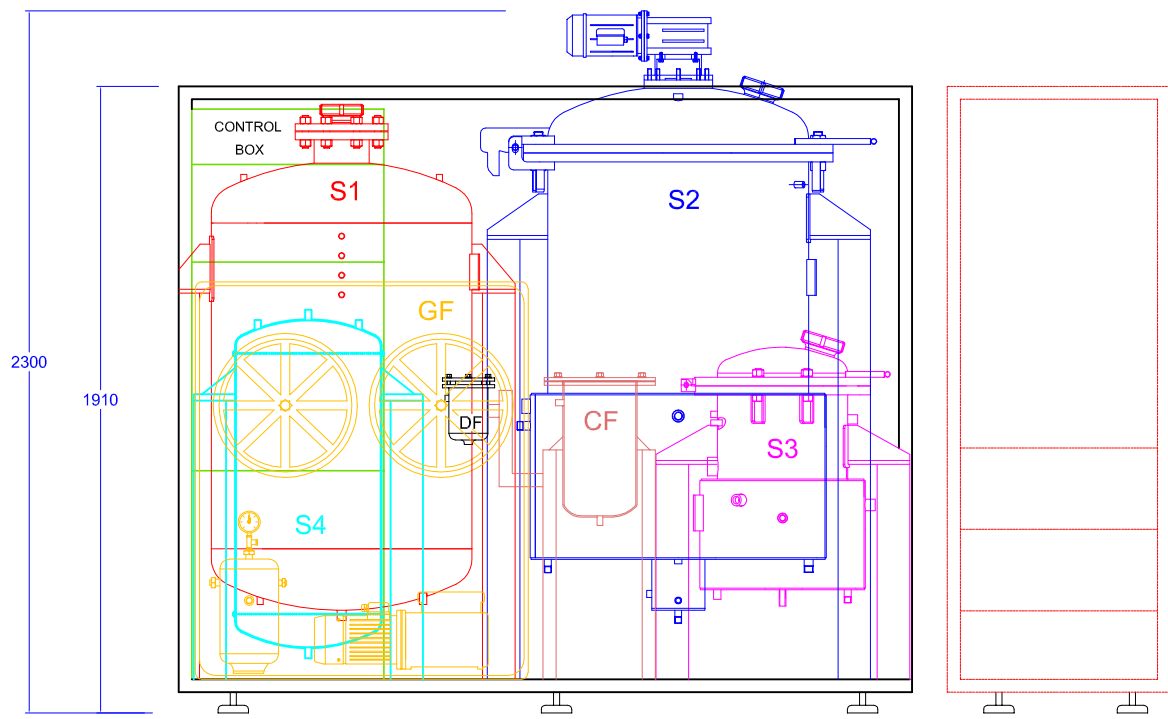 CONTROL
BOX
S1
S2
GF
2300
1910
DF
CF
S3
S4